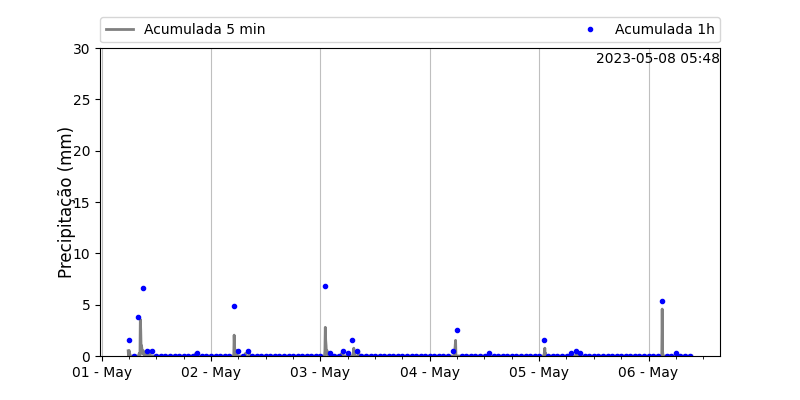 Acumulada 5 min
Acumulada 1h
2023-05-08 05:48
Precipitação (mm)
30
25
20
15
10
5
0
01 - May
02 - May
03 - May
04 - May
05 - May
06 - May